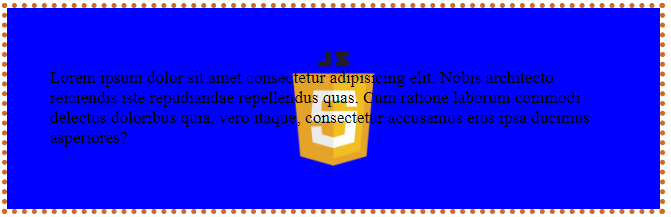 JS
Lorem ipsum dolor sit amet consectetur adipisicing elit. Nobis architecto
reiciendis iste repudiandae repellendus quas. Cum ratione laborum commodi
delectus doloribus quia, vero itaque, consectetur accusamus eius ipsa ducimus
asperiores?